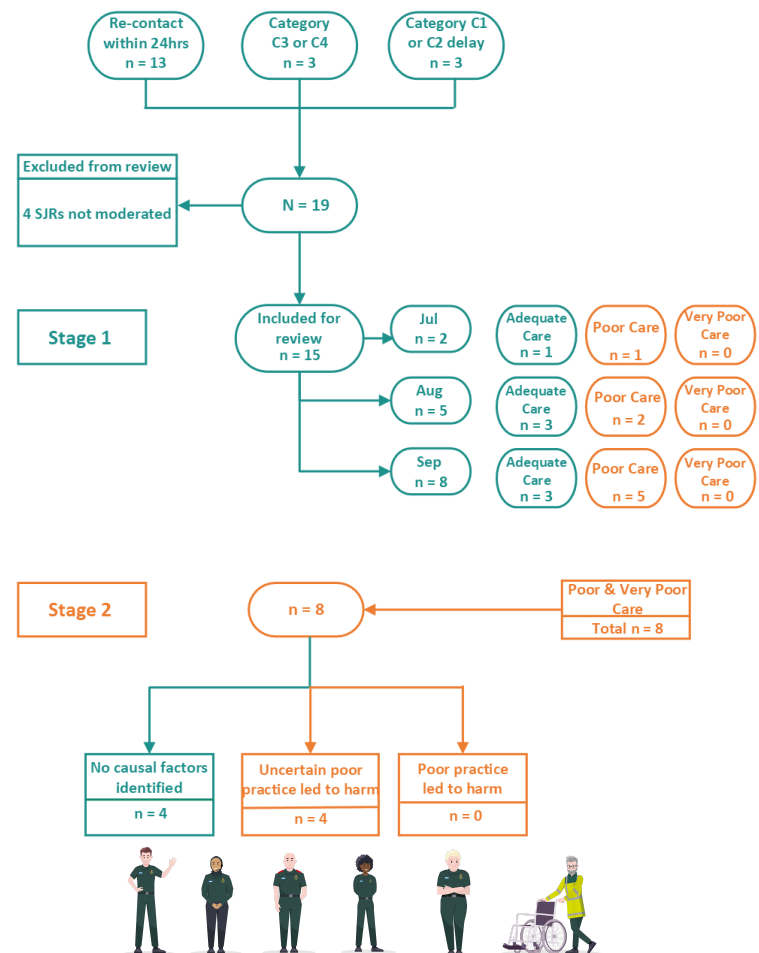 Re-contact
within 24hrs
n = 13
Category
C3 or C4
n = 3
Category C1
or C2 delay
n = 3
Excluded from review
4 SJRs not moderated
N = 19
Stage 1
Included for
review
n = 15
Jul
n = 2
Adequate
Care
n = 1
Poor Care
n = 1
Very Poor
Care
n = 0
Aug
n = 5
Adequate
Care
n = 3
Poor Care
n = 2
Very Poor
Care
n = 0
Sep
n = 8
Adequate
Care
n = 3
Poor Care
n = 5
Very Poor
Care
n = 0
Stage 2
n = 8
Poor & Very Poor
Care
Total n = 8
No causal factors
identified
n = 4
Uncertain poor
practice led to harm
n = 4
Poor practice
led to harm
n = 0